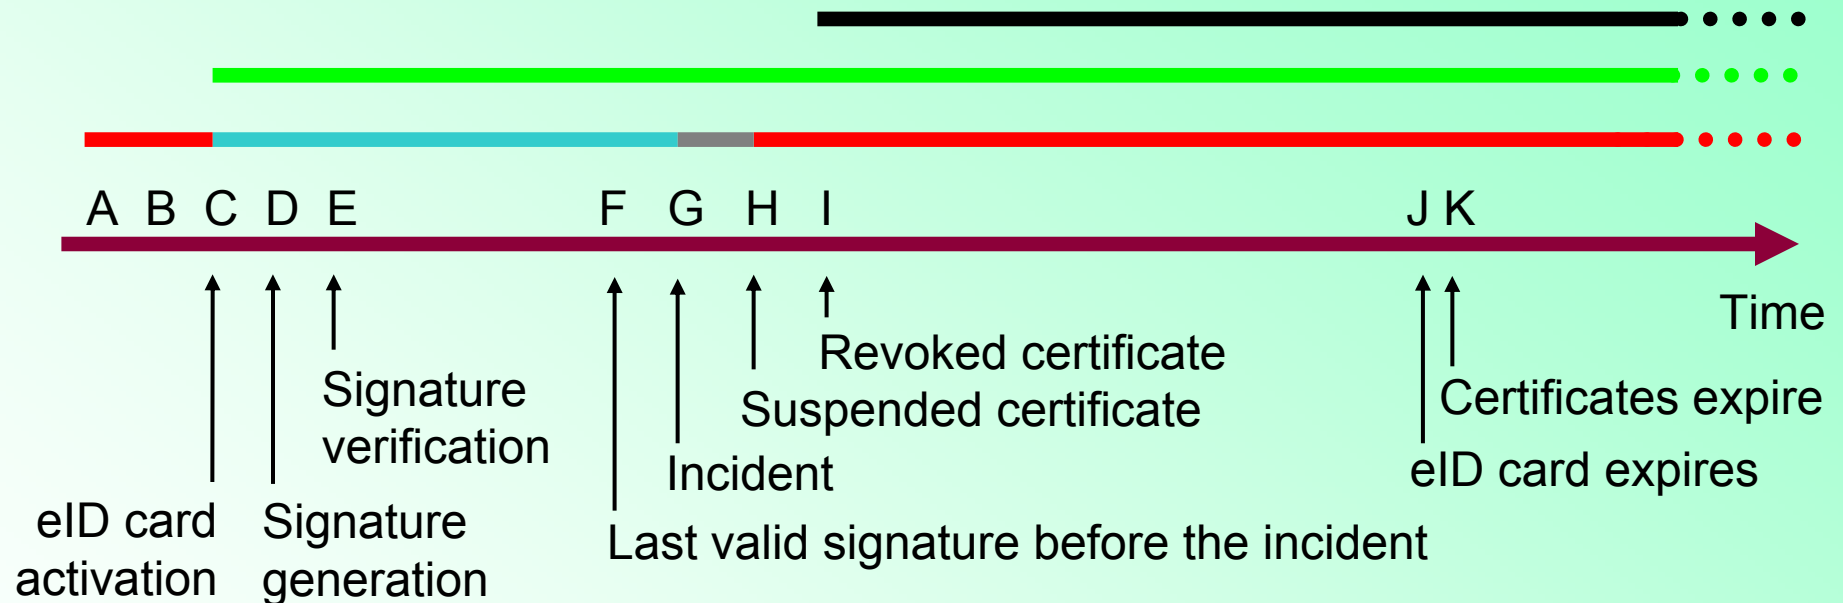 A B C D E F G H I J K
Time
Revoked certificate
Signature
verification
Suspended certificate
Certificates expire
Incident
eID card expires
eID card
activation
Signature
generation
Last valid signature before the incident